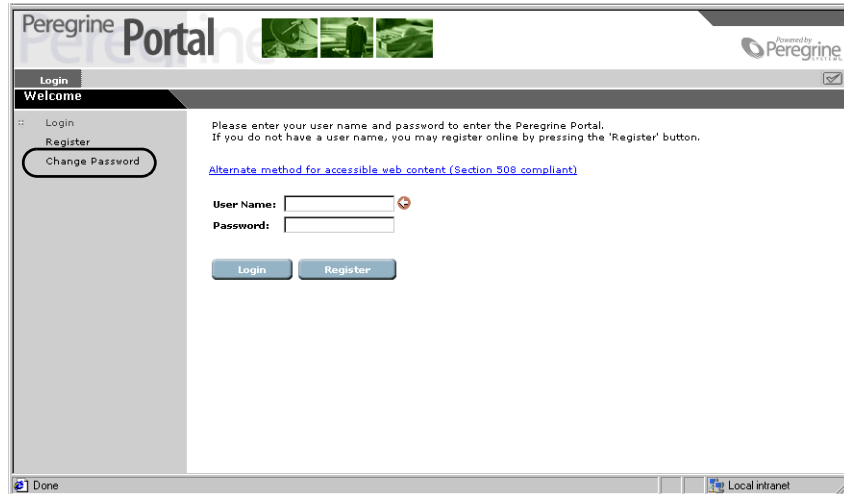 Peregrine Portal
Powered by
Peregrine
SYSTEMS
Login
Welcome
Login
Register
Change Password
Please enter your user name and password to enter the Peregrine Portal.
If you do not have a user name, you may register online by pressing the 'Register' button.
Alternate method for accessible web content (Section 508 compliant)
User Name:
Password:
Login Register
Done Local intranet